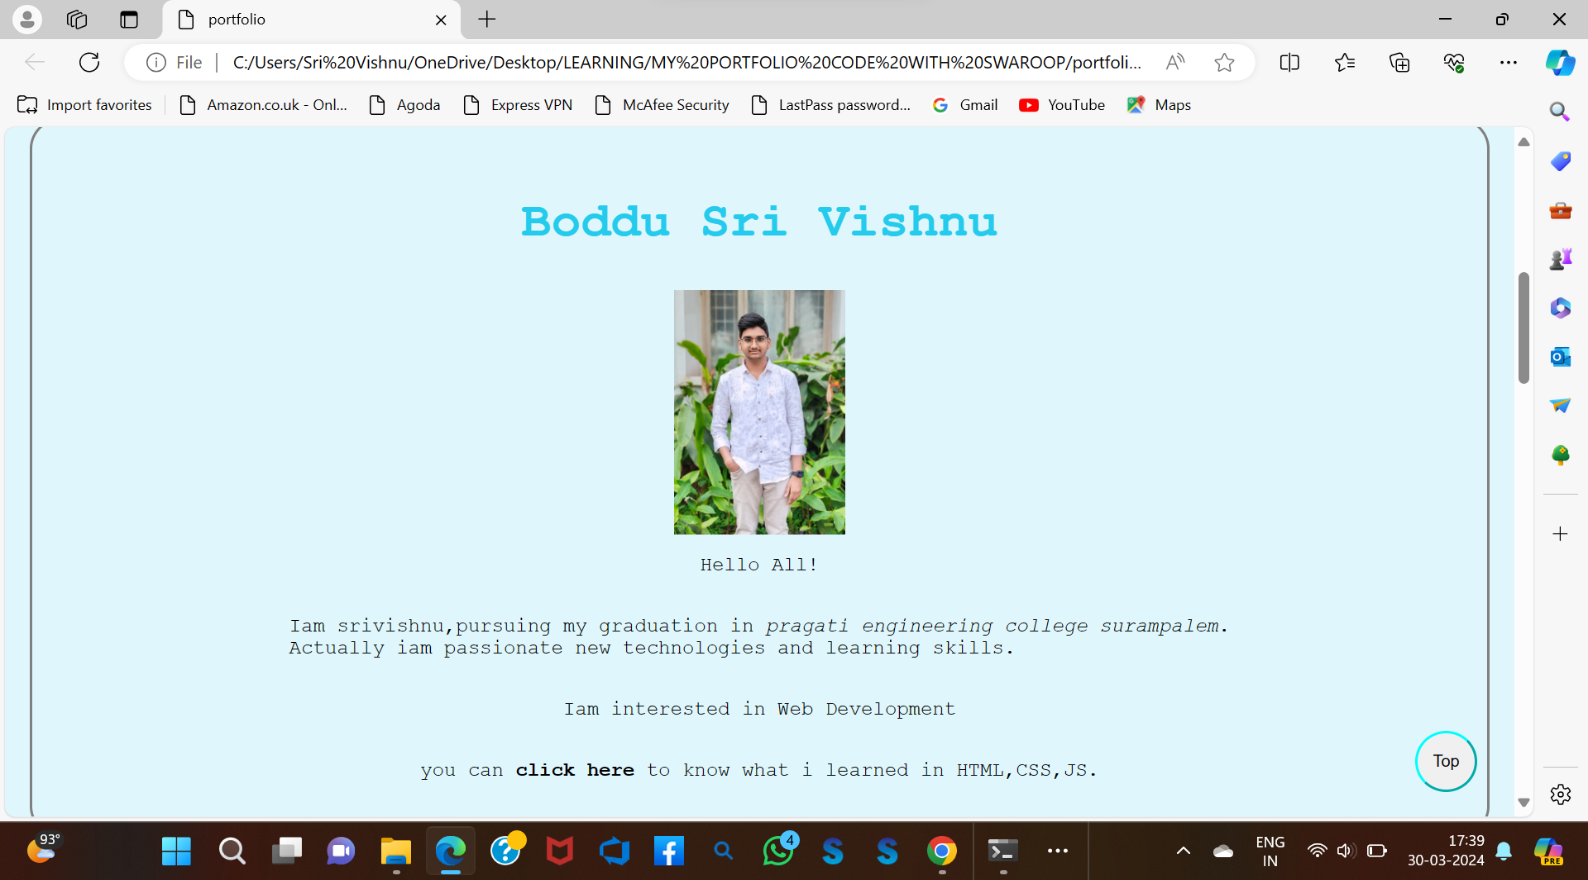 portfolio
File
C:/Users/Sri%20Vishnu/OneDrive/Desktop/LEARNING/MY%20PORTFOLIO%20CODE%20WITH%20SWAROOP/portfoli...
Import favorites
Amazon.co.uk - Onl...
Agoda
Express VPN
McAfee Security
LastPass password...
Gmail
YouTube
Maps
Boddu Sri Vishnu
Hello All!
Iam srivishnu,pursuing my graduation in pragati engineering college surampalem.
Actually iam passionate new technologies and learning skills.
Iam interested in Web Development
you can click here to know what i learned in HTML,CSS,JS.
Top
93°
4
ENG
IN
17:39
30-03-2024
PRE